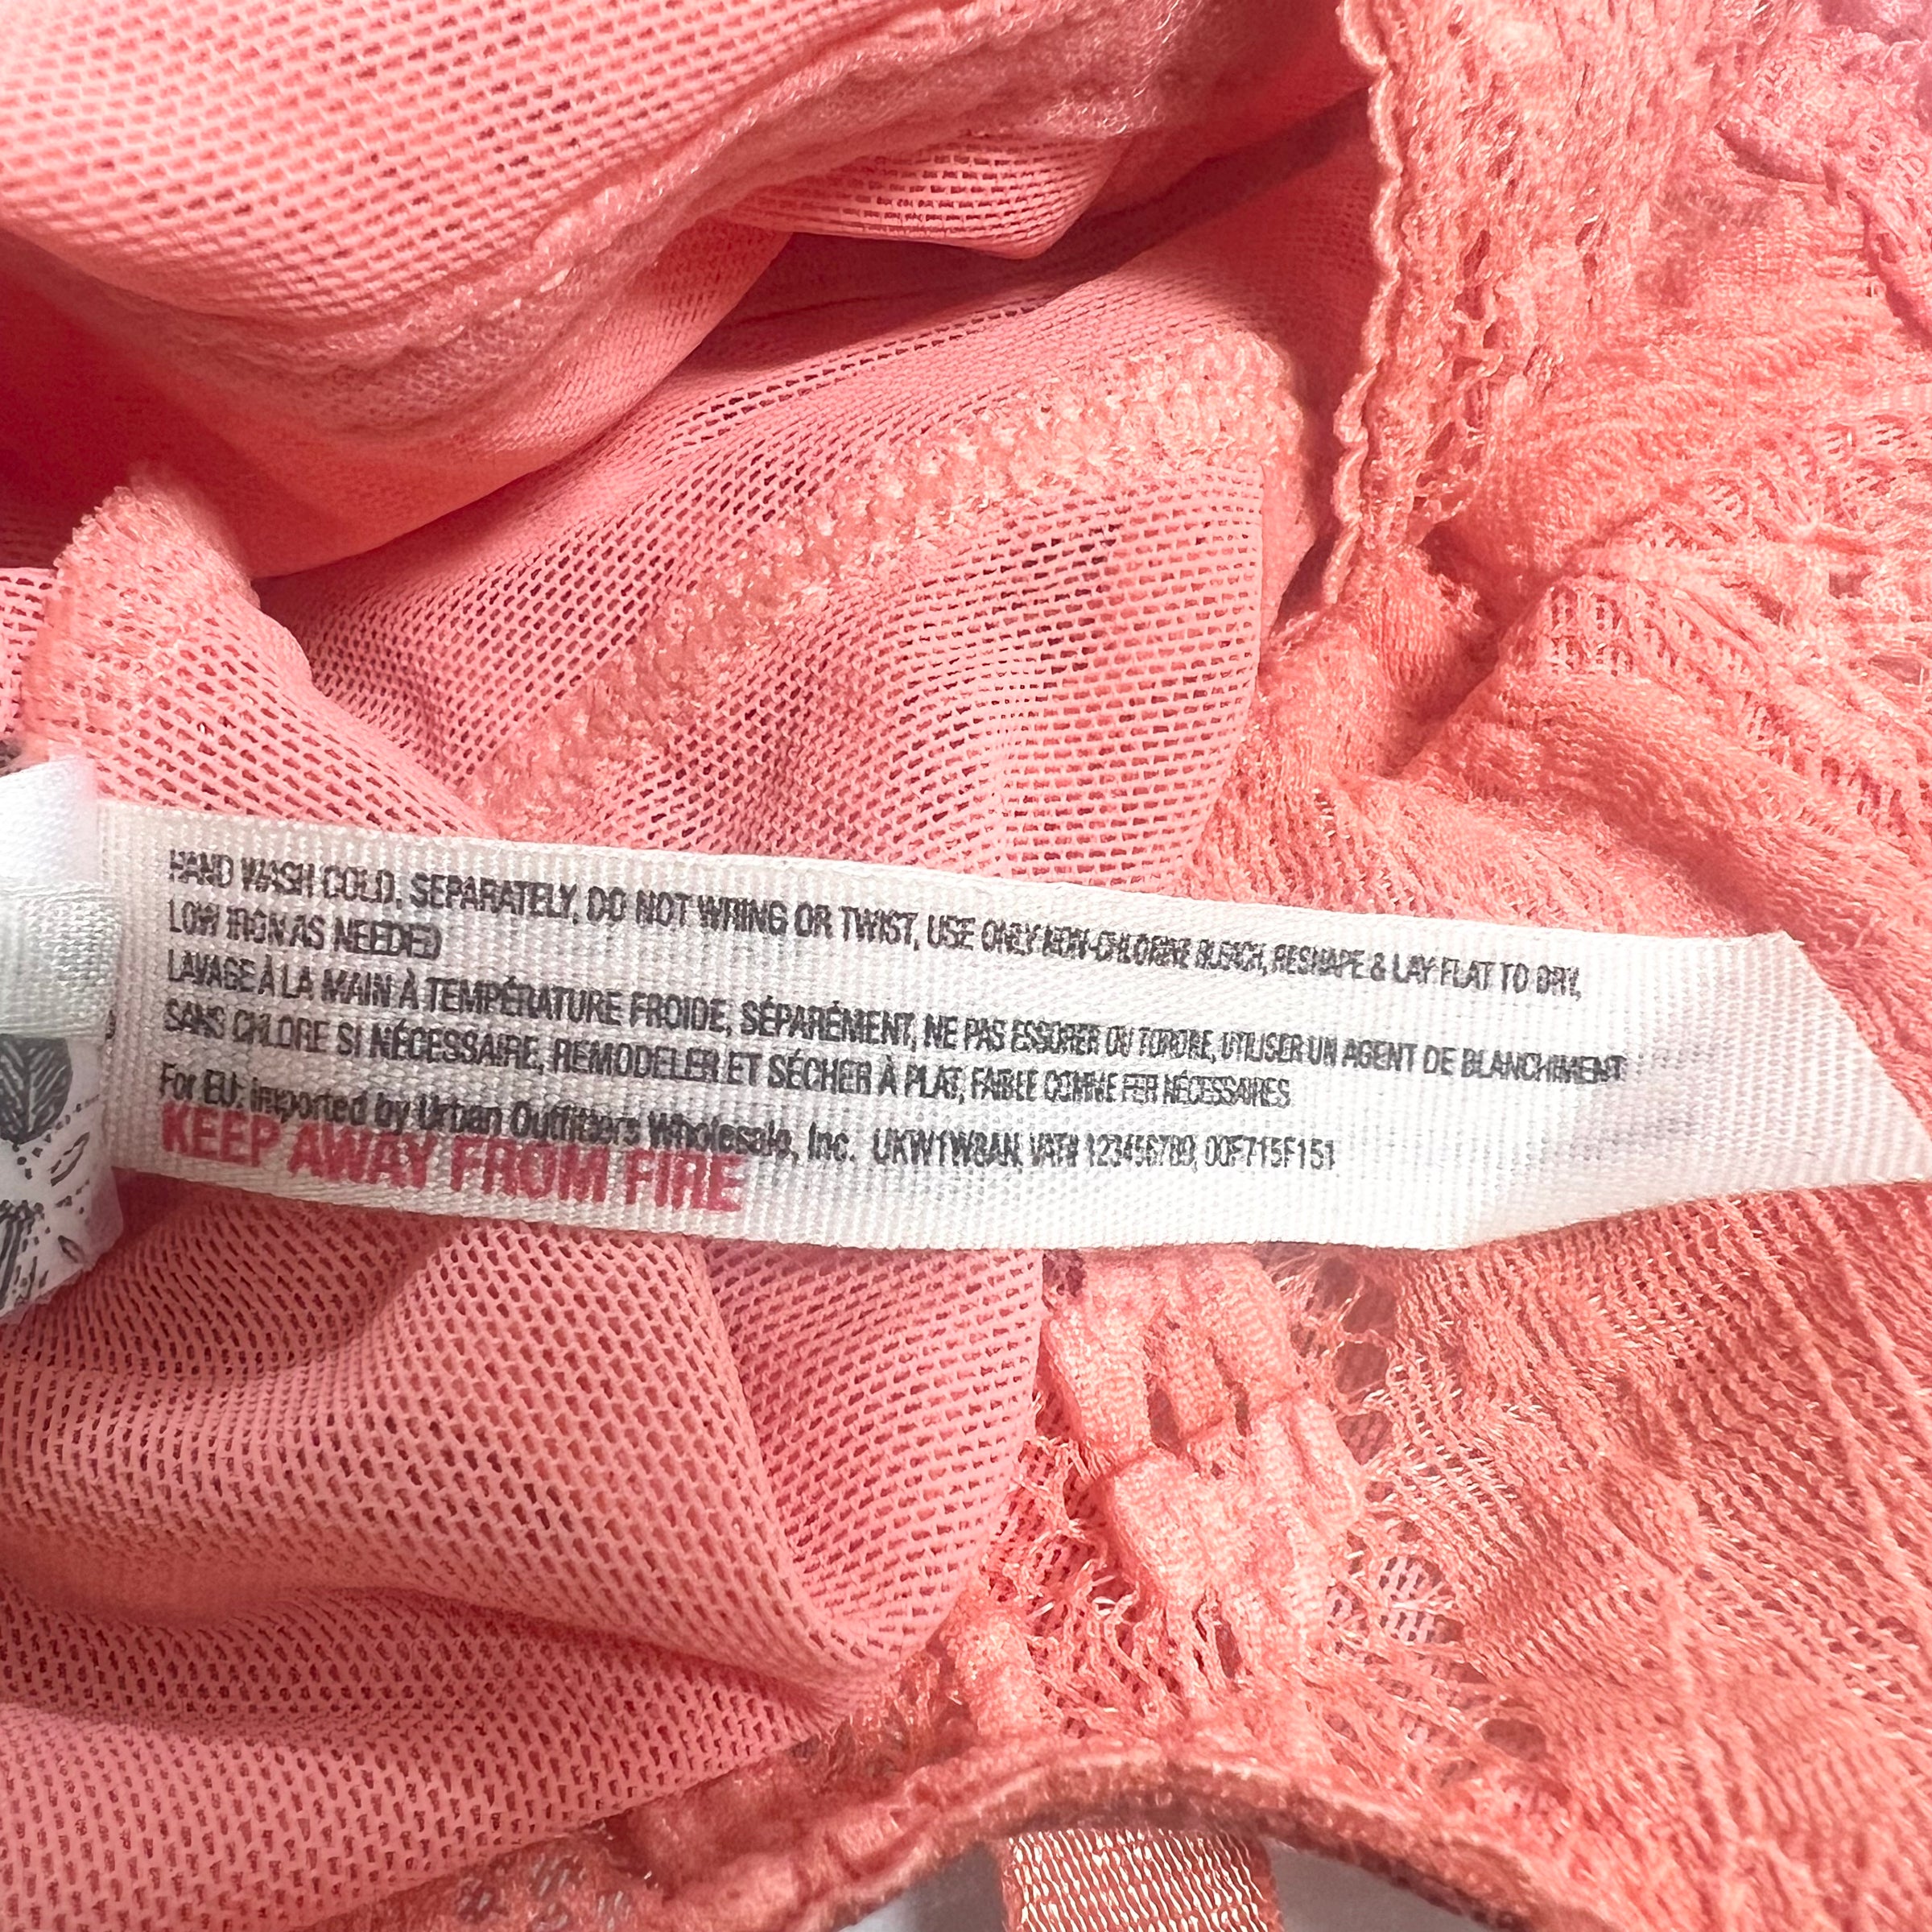 HAND WASH COLD, SEPARATELY, DO NOT WRING OR TWIST, USE ONLY NON-CHLORINE BLEACH, RESHAPE & LAY FLAT TO DRY,
LOW IRON AS NEEDED
LAVAGE À LA MAIN À TEMPÉRATURE FROIDE, SÉPARÉMENT, NE PAS ESSORER OU TORDRE, UTILISER UN AGENT DE BLANCHIMENT
SANS CHLORE SI NÉCESSAIRE, REMODELER ET SÉCHER À PLAT, FAIBLE COMME FER NÉCESSAIRES
For EU: imported by Urban Outfitters Wholesale, Inc. UKW1W8AN, VAT# 123456789, 00F715F151
KEEP AWAY FROM FIRE